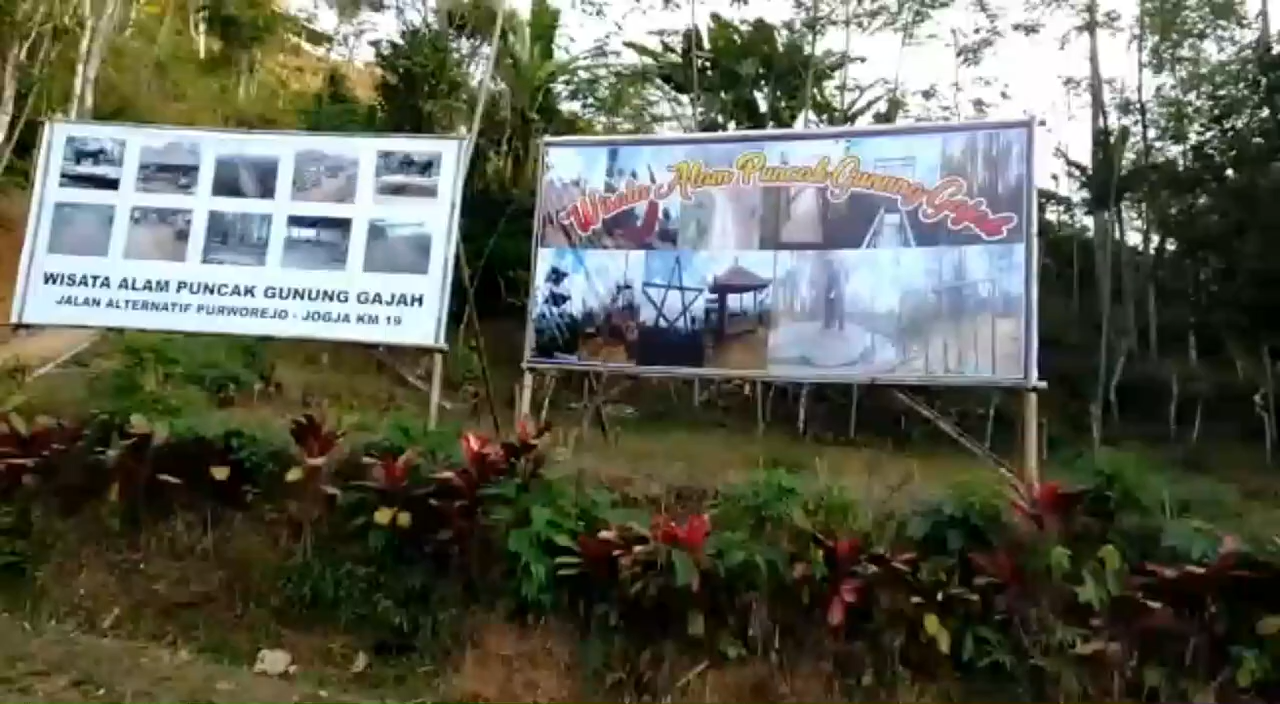 WISATA ALAM PUNCAK GUNUNG GAJAH
JALAN ALTERNATIF PURWOREJO - JOGJA KM 19
Wisata Alam Puncak Gunung Gajah